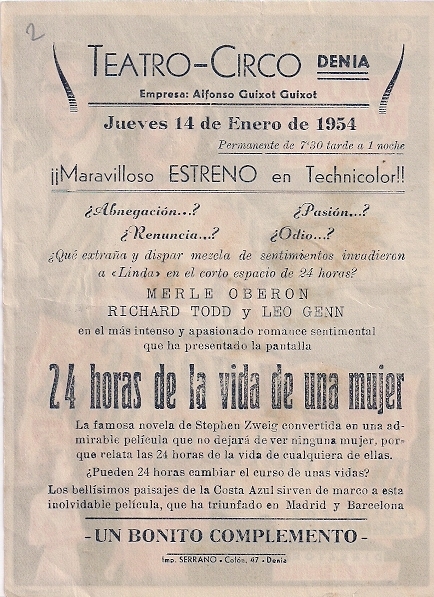 2
TEATRO-CIRCO DENIA
Empresa: Alfonso Guixot Guixot
Jueves 14 de Enero de 1954
Permanente de 7'30 tarde a 1 noche
¡¡Maravilloso ESTRENO en Technicolor!!
¿Abnegación...? ¿Pasión...?
¿Renuncia...? ¿Odio...?
¿Qué extraña y dispar mezcla de sentimientos invadieron
a «Linda» en el corto espacio de 24 horas?
MERLE OBERON
RICHARD TODD y LEO GENN
en el más intenso y apasionado romance sentimental
que ha presentado la pantalla
24 horas de la vida de una mujer
La famosa novela de Stephen Zweig convertida en una ad-
mirable película que no dejará de ver ninguna mujer, por-
que relata las 24 horas de la vida de cualquiera de ellas.
¿Pueden 24 horas cambiar el curso de unas vidas?
Los bellísimos paisajes de la Costa Azul sirven de marco a esta
inolvidable película, que ha triunfado en Madrid y Barcelona
- UN BONITO COMPLEMENTO -
Imp. SERRANO - Colón, 47 - Denia